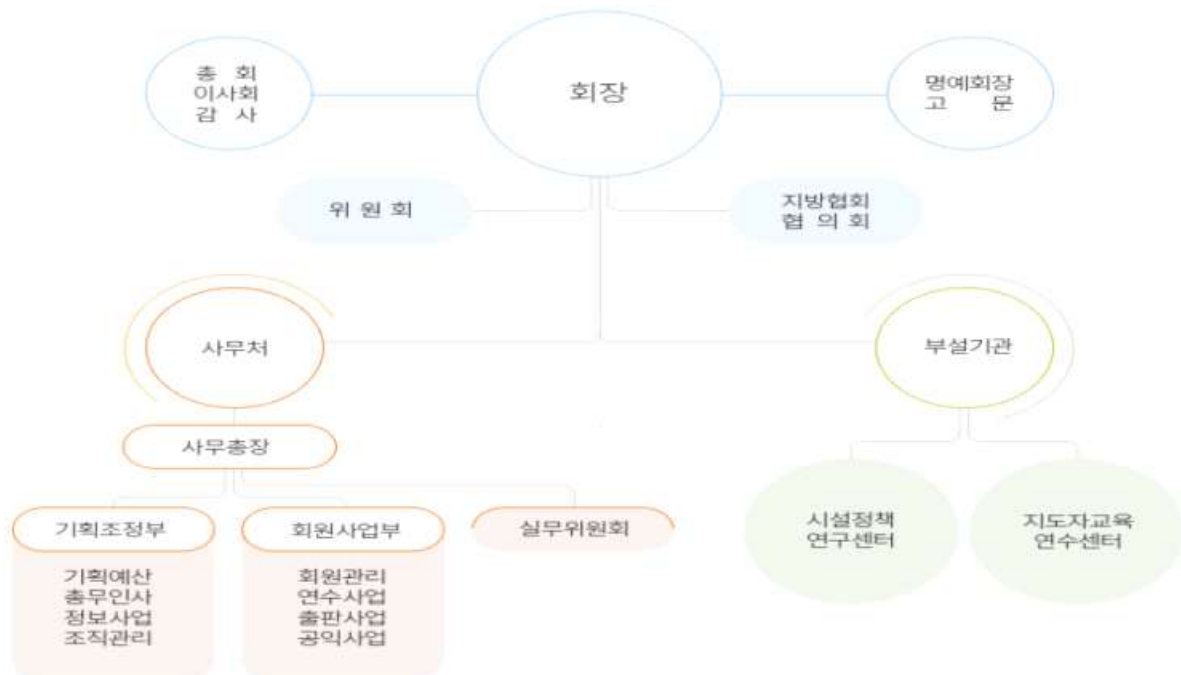 총 회
이사회
감 사
회장
명예회장
고 문
위 원 회
지방협회
협 의 회
사무처
부설기관
사무총장
기획조정부
회원사업부
실무위원회
기획예산
총무인사
정보사업
조직관리
회원관리
연수사업
출판사업
공익사업
시설정책
연구센터
지도자교육
연수센터